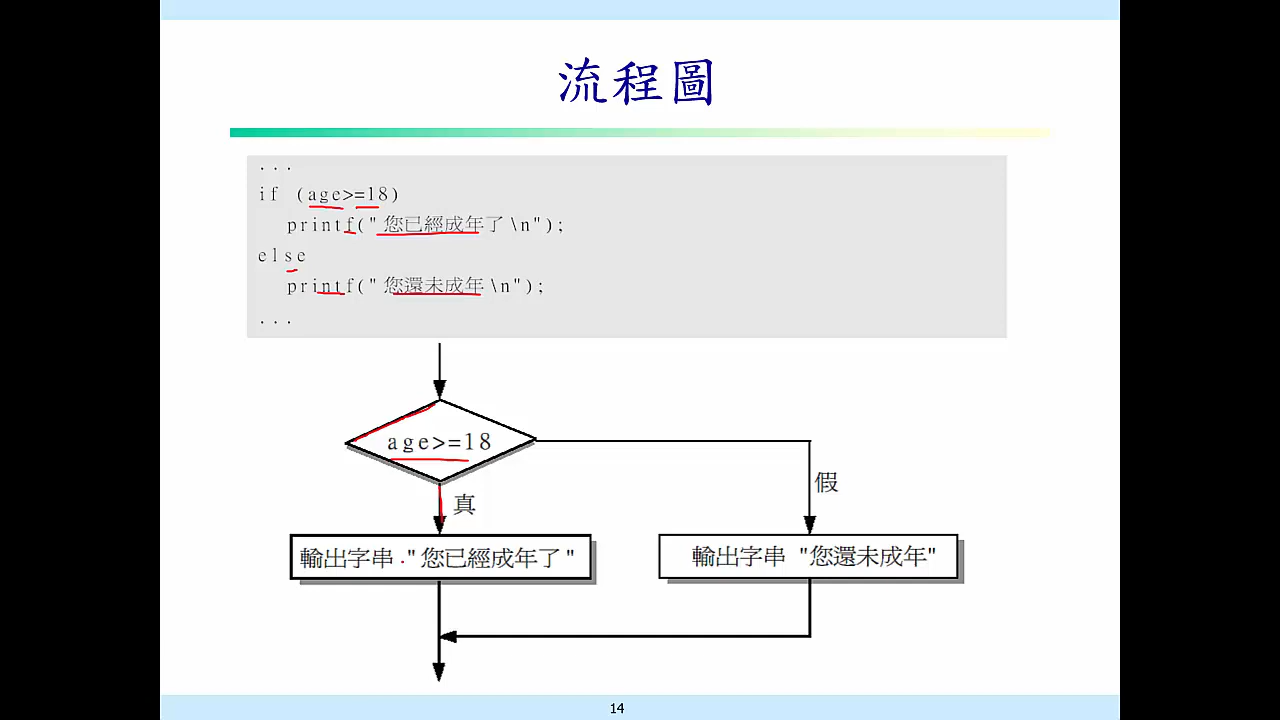 流程圖
...
if (age>=18)
printf("您已經成年了\n");
else
printf("您還未成年\n");
...
age>=18
假
真
輸出字串 "您已經成年了"
輸出字串 "您還未成年"
14